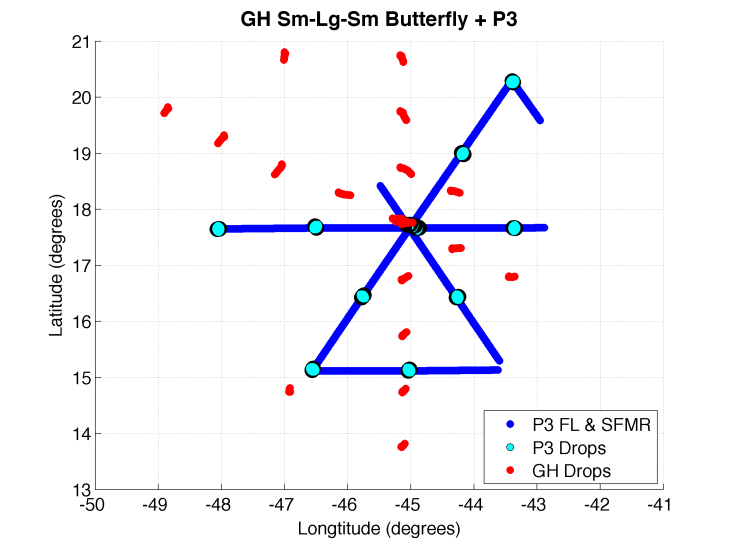 GH Sm-Lg-Sm Butterfly + P3
21
20
19
18
17
16
15
14
13
Latitude (degrees)
-50 -49 -48 -47 -46 -45 -44 -43 -42 -41
Longtitude (degrees)
P3 FL & SFMR
P3 Drops
GH Drops